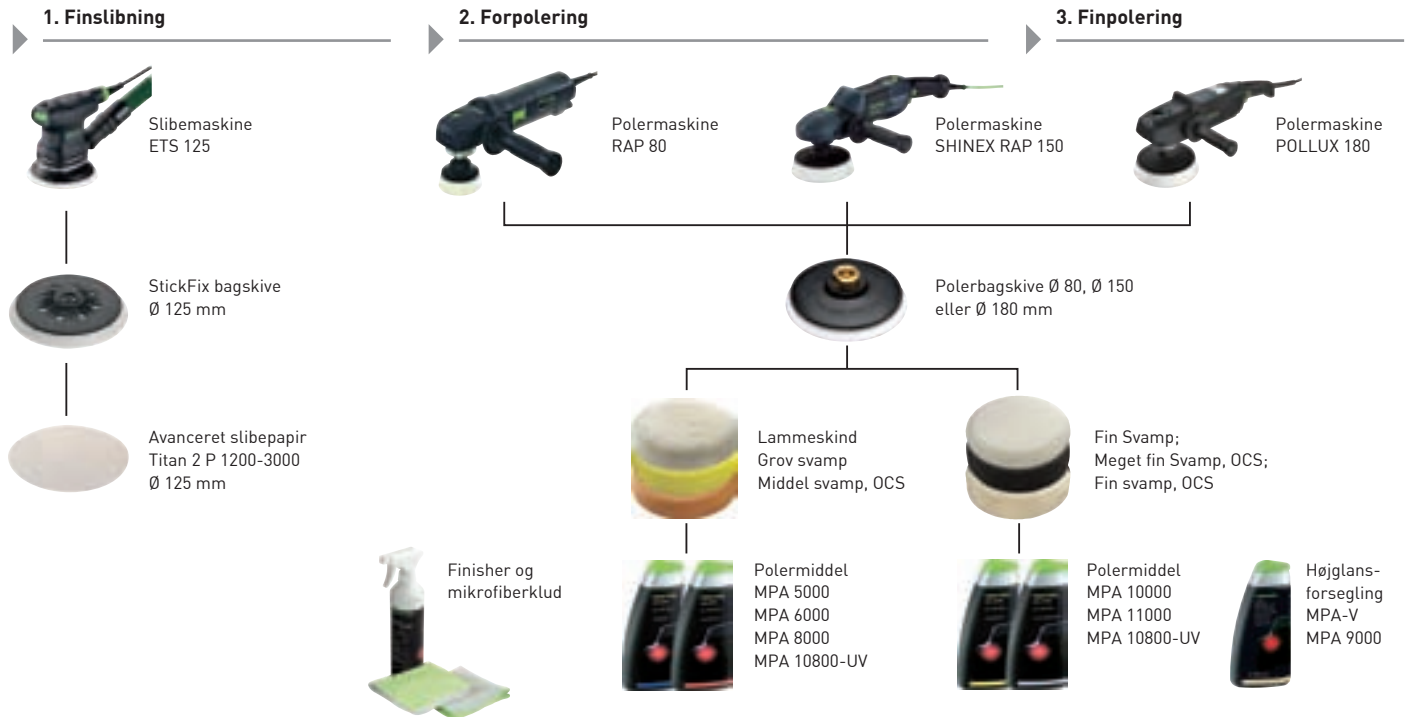 1. Finslibning
2. Forpolering
3. Finpolering
Slibemaskine
ETS 125
Polermaskine
RAP 80
Polermaskine
SHINEX RAP 150
Polermaskine
POLLUX 180
StickFix bagskive
Ø 125 mm
Polerbagskive Ø 80, Ø 150
eller Ø 180 mm
Avanceret slibepapir
Titan 2 P 1200-3000
Ø 125 mm
Lammeskind
Grov svamp
Middel svamp, OCS
Fin Svamp;
Meget fin Svamp, OCS;
Fin svamp, OCS
Finisher og
mikrofiberklud
Polermiddel
MPA 5000
MPA 6000
MPA 8000
MPA 10800-UV
Polermiddel
MPA 10000
MPA 11000
MPA 10800-UV
Højglans-
forsegling
MPA-V
MPA 9000